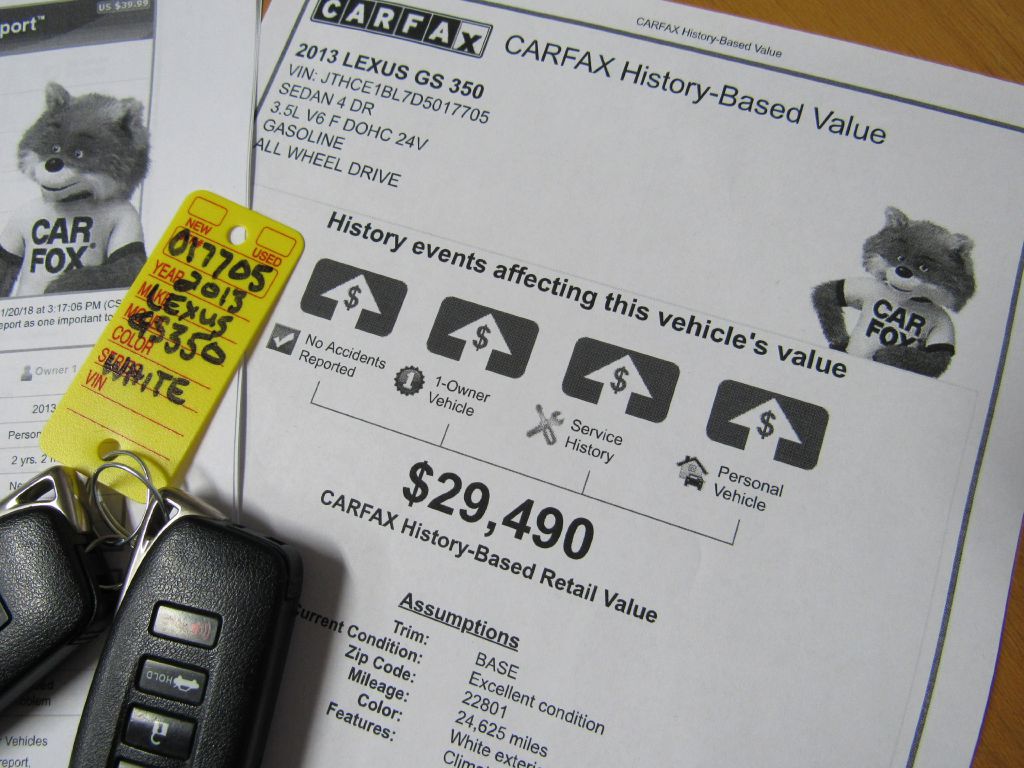 US $39.99
port™
CAR
FOX
1/20/18 at 3:17:06 PM (CS
eport as one important to
Owner 1
2013
Person
2 yrs. 2
Vehicles
NEW
USED
017705
YEAR 2013
LEXUS
GS350
COLOR
WHITE
VIN
HOLD
CARFAX History-Based Value
CARFAX
CARFAX History-Based Value
2013 LEXUS GS 350
VIN: JTHCE1BL7D5017705
SEDAN 4 DR
3.5L V6 F DOHC 24V
GASOLINE
ALL WHEEL DRIVE
CAR
FOX
History events affecting this vehicle's value
$ $ $ $
No Accidents
Reported
1
1-Owner
Vehicle
Service
History
Personal
Vehicle
$29,490
CARFAX History-Based Retail Value
Assumptions
Trim: BASE
Current Condition: Excellent condition
Zip Code: 22801
Mileage: 24,625 miles
Color: White exteri
Features: Clima